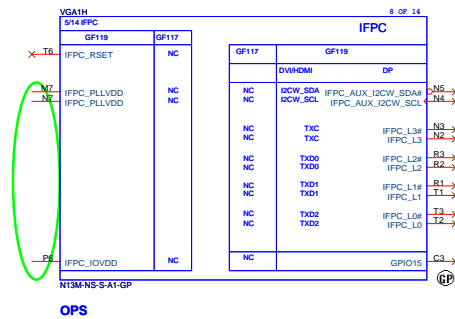 VGA1H 8 OF 14
5/14 IFPC IFPC
GF119 GF117
T6 IFPC_RSET NC
GF117 GF119
DVI/HDMI DP
M7 IFPC_PLLVDD NC
N7 IFPC_PLLVDD NC
NC I2CW_SDA IFPC_AUX_I2CW_SDA# N5
NC I2CW_SCL IFPC_AUX_I2CW_SCL N4
NC TXC IFPC_L3# N3
NC TXC IFPC_L3 N2
NC TXD0 IFPC_L2# R3
NC TXD0 IFPC_L2 R2
NC TXD1 IFPC_L1# R1
NC TXD1 IFPC_L1 T1
NC TXD2 IFPC_L0# T3
NC TXD2 IFPC_L0 T2
P6 IFPC_IOVDD NC
NC GPIO15 C3
GP
N13M-NS-S-A1-GP
OPS